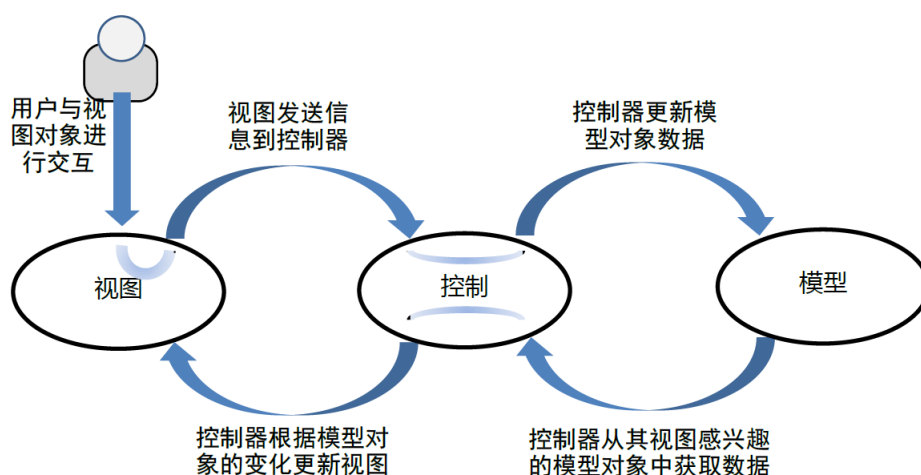 用户与视
图对象进
行交互
视图发送信
息到控制器
控制器更新模
型对象数据
视图
控制
模型
控制器根据模型对
象的变化更新视图
控制器从其视图感兴趣
的模型对象中获取数据